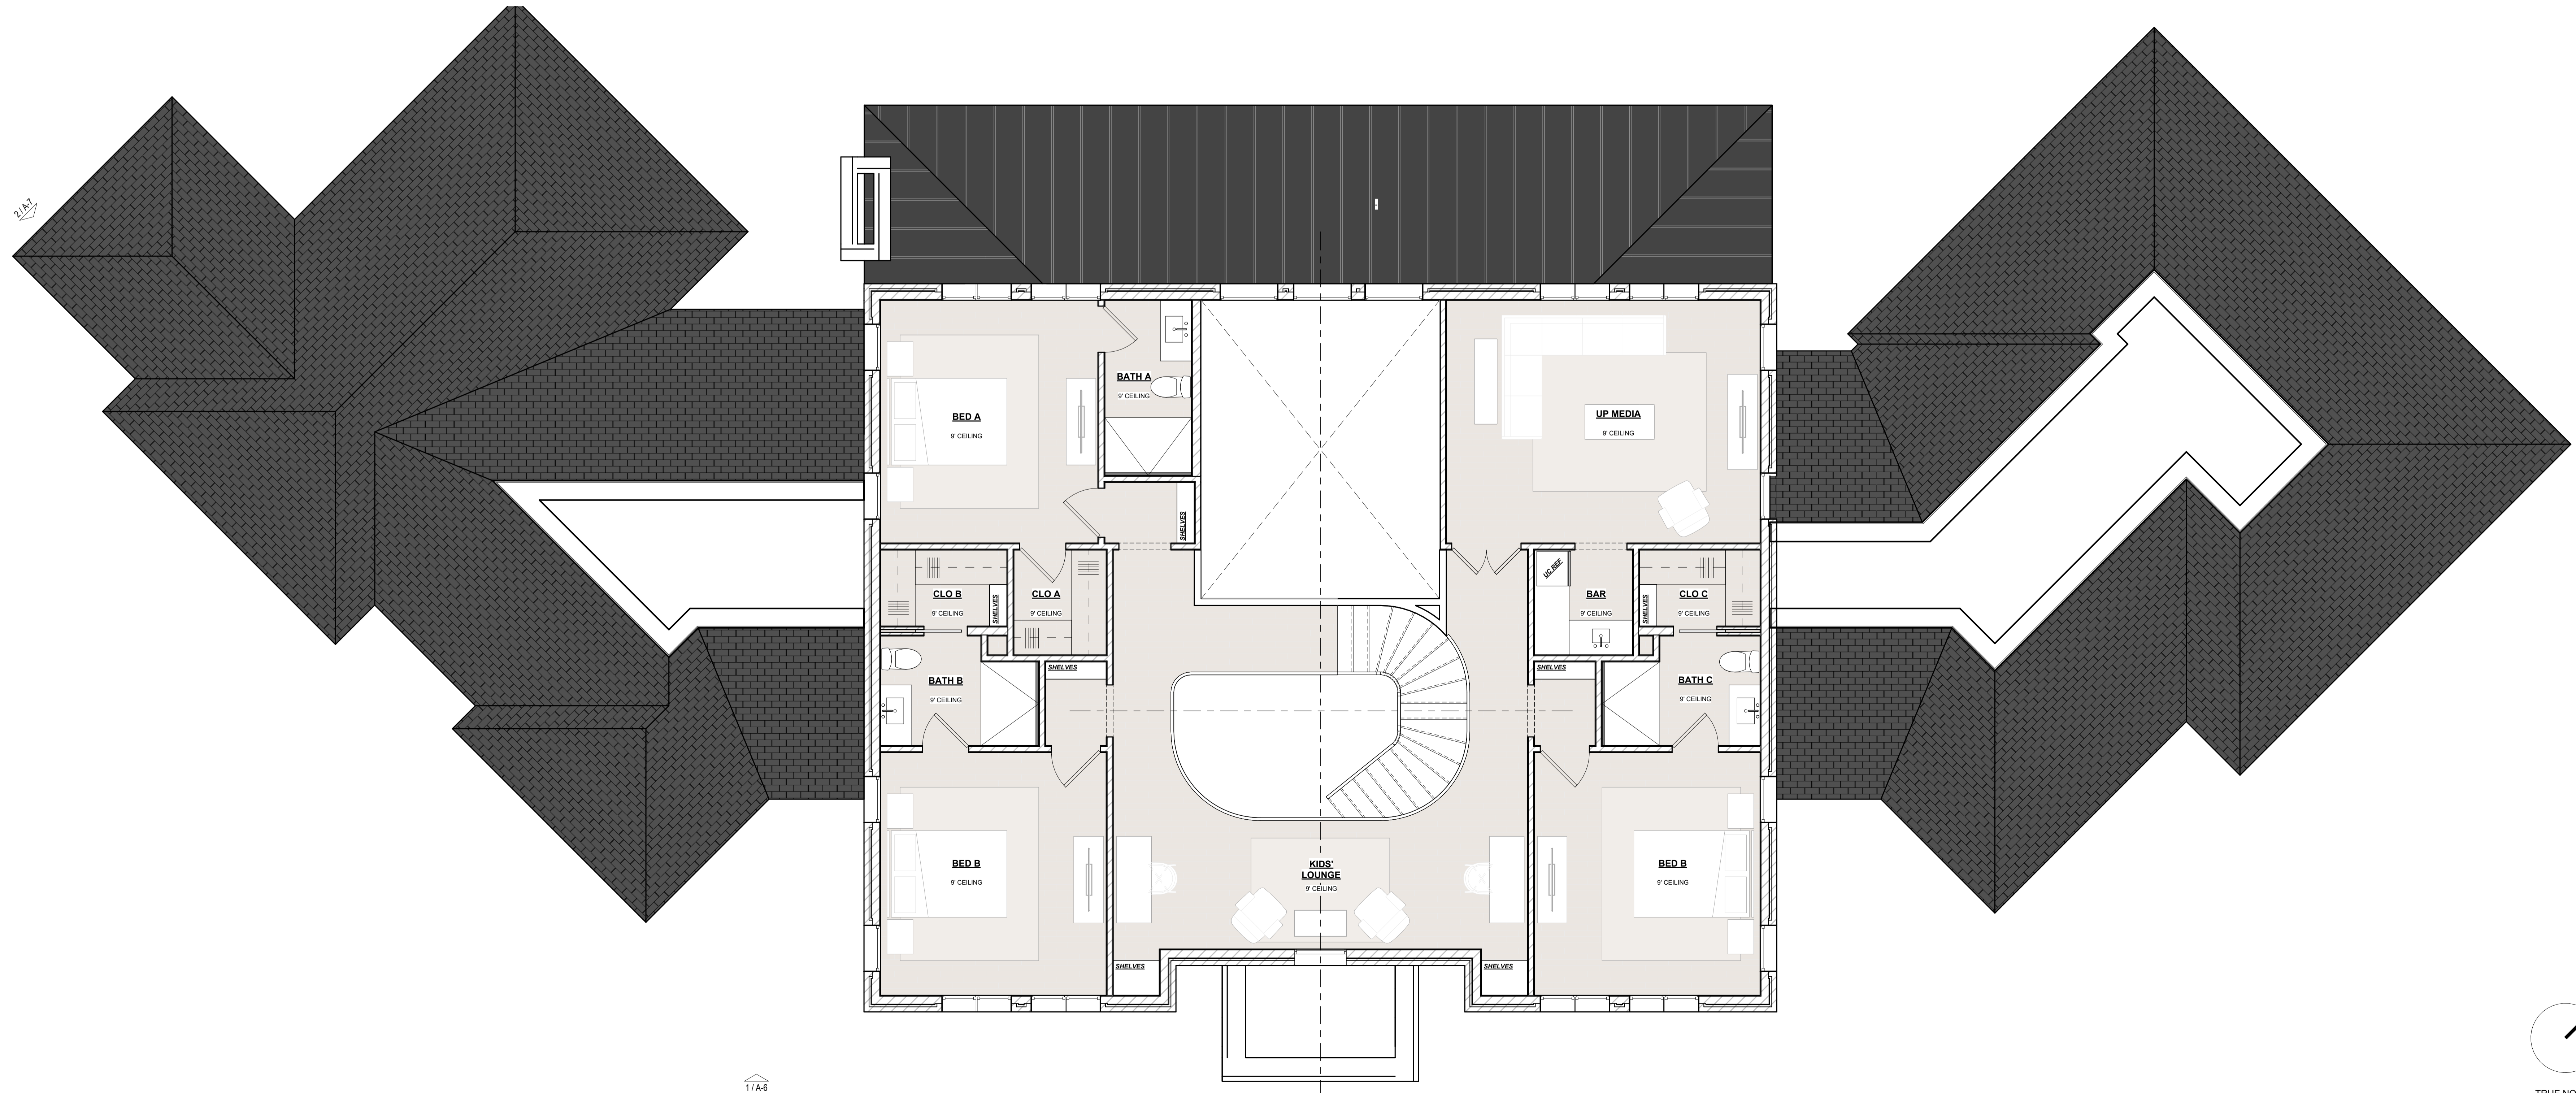 2 / A-7
BATH A
9' CEILING
BED A
9' CEILING
UP MEDIA
9' CEILING
SHELVES
UC REF
CLO B
9' CEILING
SHELVES
CLO A
9' CEILING
BAR
9' CEILING
SHELVES
CLO C
9' CEILING
SHELVES
SHELVES
BATH B
9' CEILING
BATH C
9' CEILING
BED B
9' CEILING
KIDS'
LOUNGE
9' CEILING
BED B
9' CEILING
SHELVES
SHELVES
1 / A-6
TRUE NO